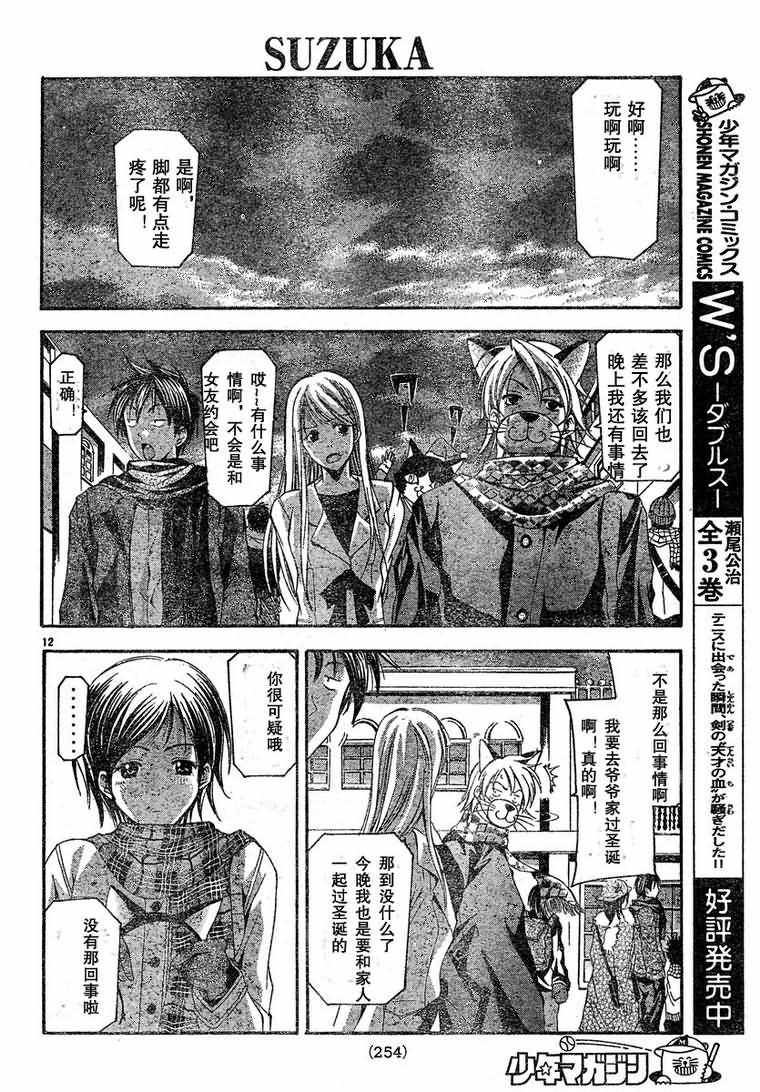 SUZUKA
好啊……
玩啊玩啊
是啊，
脚都有点走
疼了呢！
那么我们也
差不多该回去了
晚上我还有事情
哎~有什么事
情啊，不会是和
女友约会吧
正确！
12
不是那么回事情啊
我要去爷爷家过圣诞
啊！真的啊！
那到没什么了
今晚我也是要和家人
一起过圣诞的
你很可疑哦
………
没有那回事啦
(254)
少年マガジン・コミックス
SHONEN MAGAZINE COMICS
W'S
―ダブルス―
瀬尾公治
全3巻
テニスに出会った瞬間、剣の“天才の血”が騒ぎだした!!
好評発売中
少年マガジン